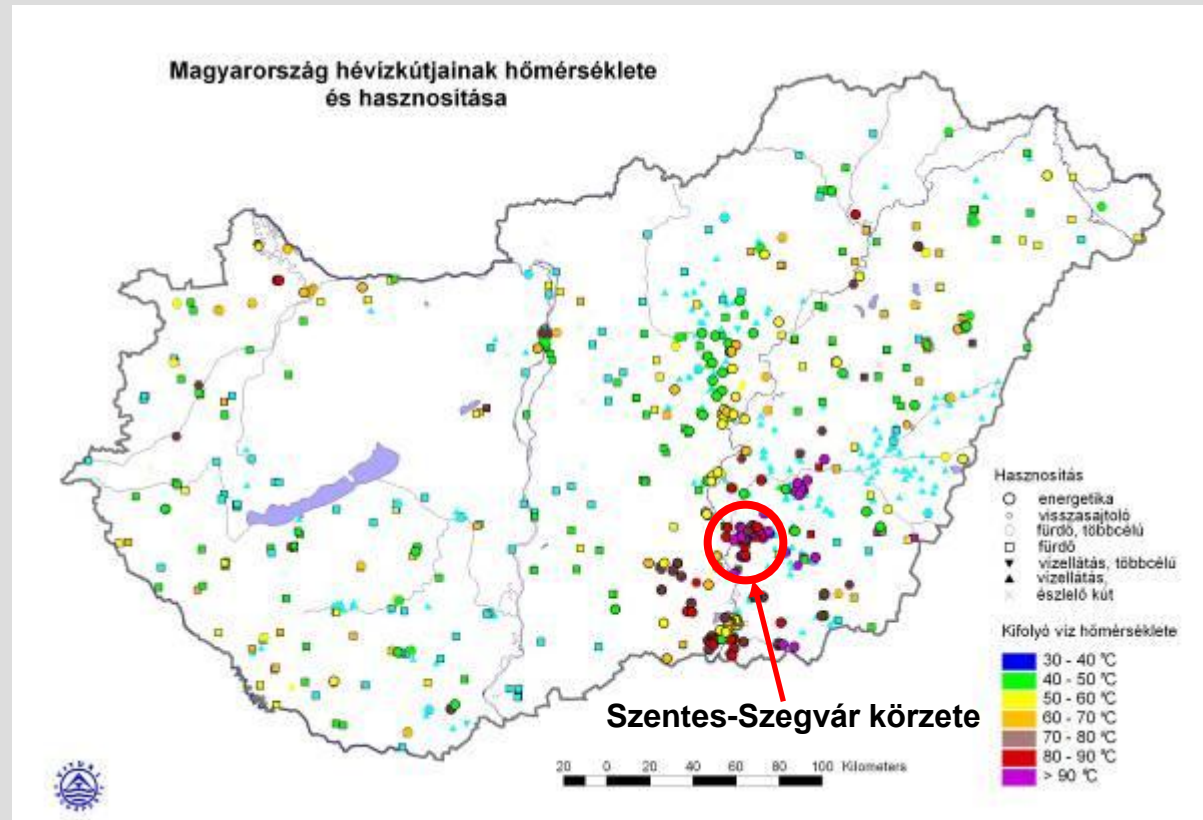 Magyarország hévízkútjainak hőmérséklete
és hasznosítása
Hasznosítás
energetika
visszasajtoló
fürdő, többcélú
fürdő
vízellátás, többcélú
vízellátás,
észlelő kút
Kifolyó víz hőmérséklete
30 - 40 °C
40 - 50 °C
50 - 60 °C
60 - 70 °C
70 - 80 °C
80 - 90 °C
> 90 °C
Szentes-Szegvár körzete
20 0 20 40 60 80 100 Kilometers